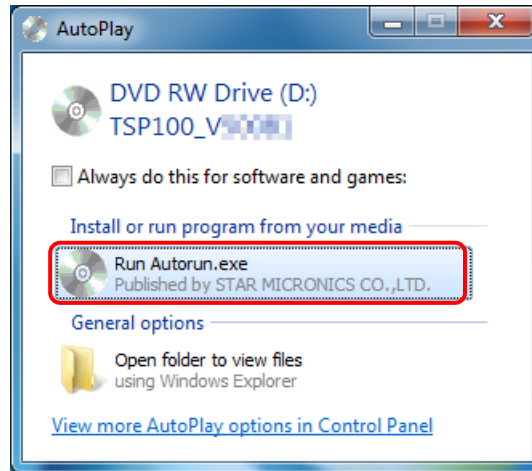 AutoPlay
DVD RW Drive (D:)
TSP100_V
Always do this for software and games:
Install or run program from your media
Run Autorun.exe
Published by STAR MICRONICS CO.,LTD.
General options
Open folder to view files
using Windows Explorer
View more AutoPlay options in Control Panel